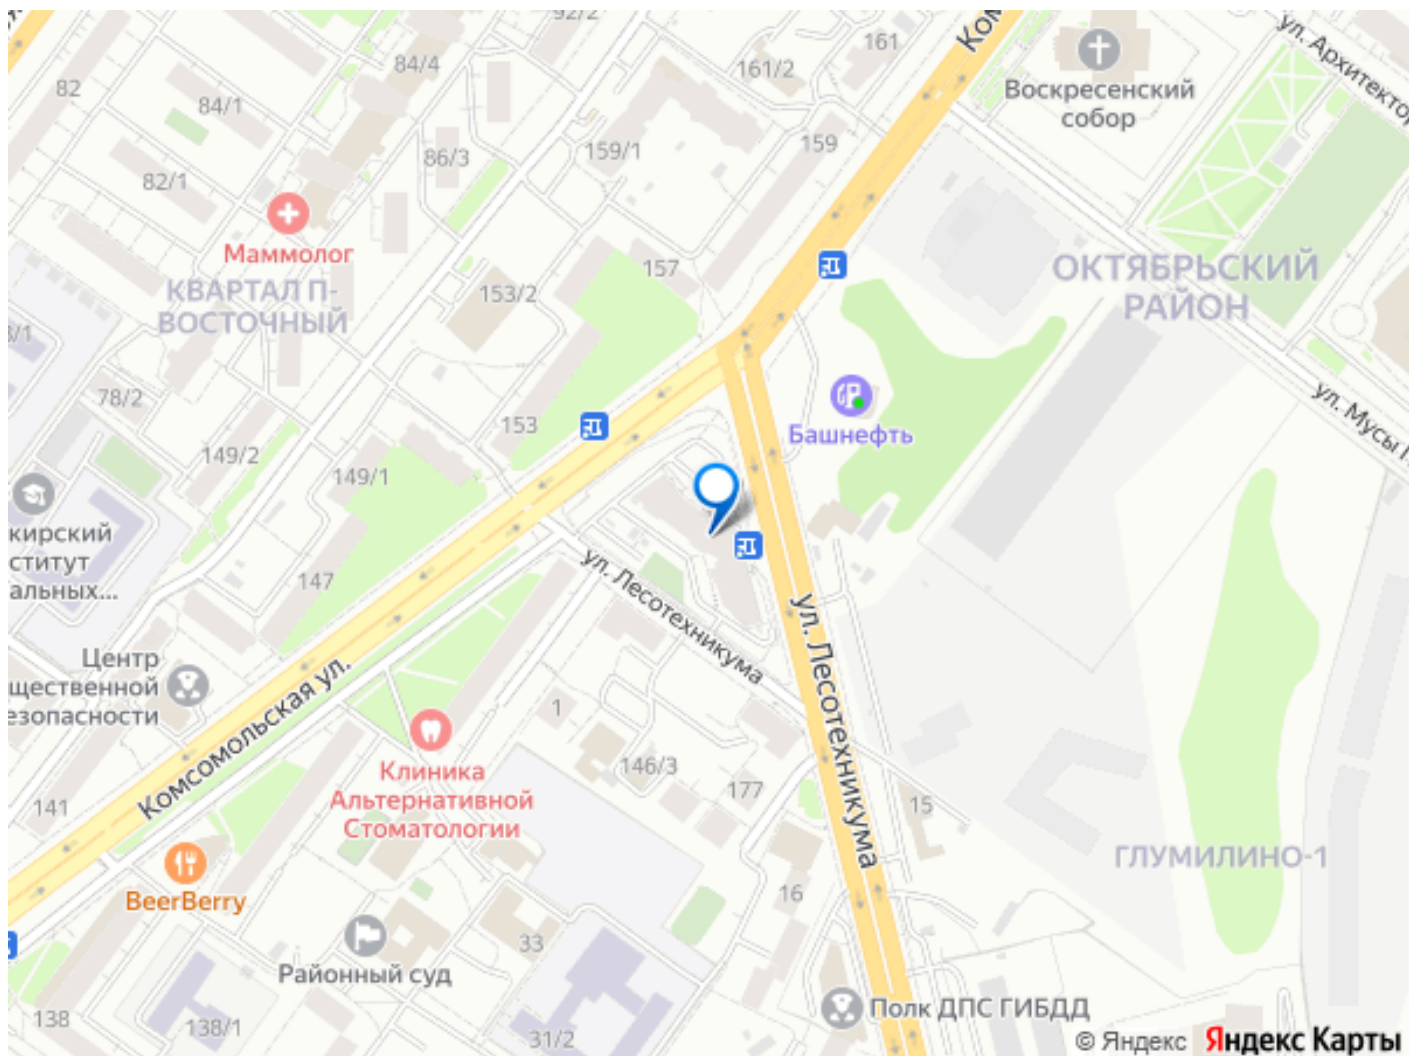 92/2
161
Ком
ул. Архитектор
82
84/4
161/2
Воскресенский
собор
84/1
159
159/1
86/3
82/1
Маммолог
157
ОКТЯБРЬСКИЙ
РАЙОН
КВАРТАЛ П-
ВОСТОЧНЫЙ
153/2
3/1
78/2
ул. Мусы Г
153
Башнефть
149/2
149/1
кирский
ститут
альных...
147
ул. Лесотехникума
ул. Лесотехникума
Центр
щественной
езопасности
Комсомольская ул.
1
146/3
177
Клиника
Альтернативной
Стоматологии
141
15
ГЛУМИЛИНО-1
BeerBerry
16
33
Районный суд
138
138/1
31/2
Полк ДПС ГИБДД
© Яндекс Яндекс Карты